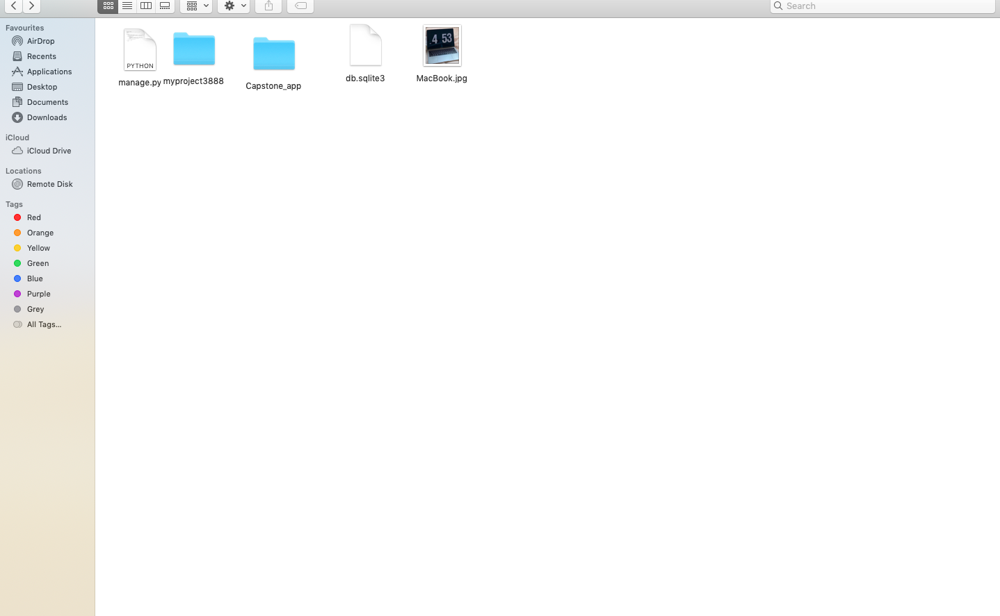 Search
Favourites
AirDrop
Recents
Applications
Desktop
Documents
Downloads
iCloud
iCloud Drive
Locations
Remote Disk
Tags
Red
Orange
Yellow
Green
Blue
Purple
Grey
All Tags...
PYTHON
manage.py
myproject3888
Capstone_app
db.sqlite3
4 53
MacBook.jpg